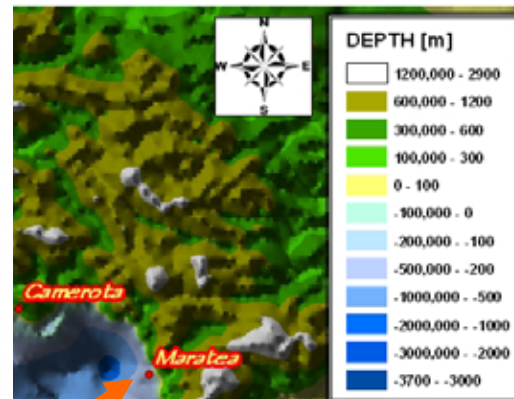 N
W E
S
DEPTH [m]
1200,000 - 2900
600,000 - 1200
300,000 - 600
100,000 - 300
0 - 100
-100,000 - 0
-200,000 - -100
-500,000 - -200
-1000,000 - -500
-2000,000 - -1000
-3000,000 - -2000
-3700 - -3000
Camerota
Maratea